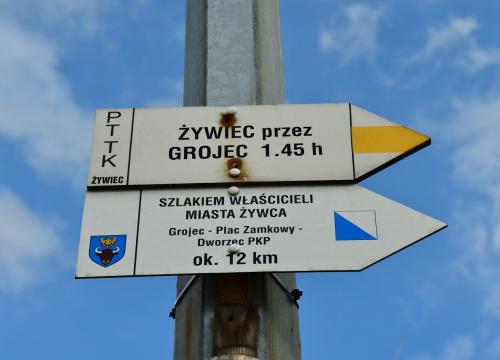 PTTK
ŻYWIEC
ŻYWIEC przez
GROJEC 1.45 h
SZLAKIEM WŁAŚCICIELI
MIASTA ŻYWCA
Grojec - Plac Zamkowy -
Dworzec PKP
ok. 12 km